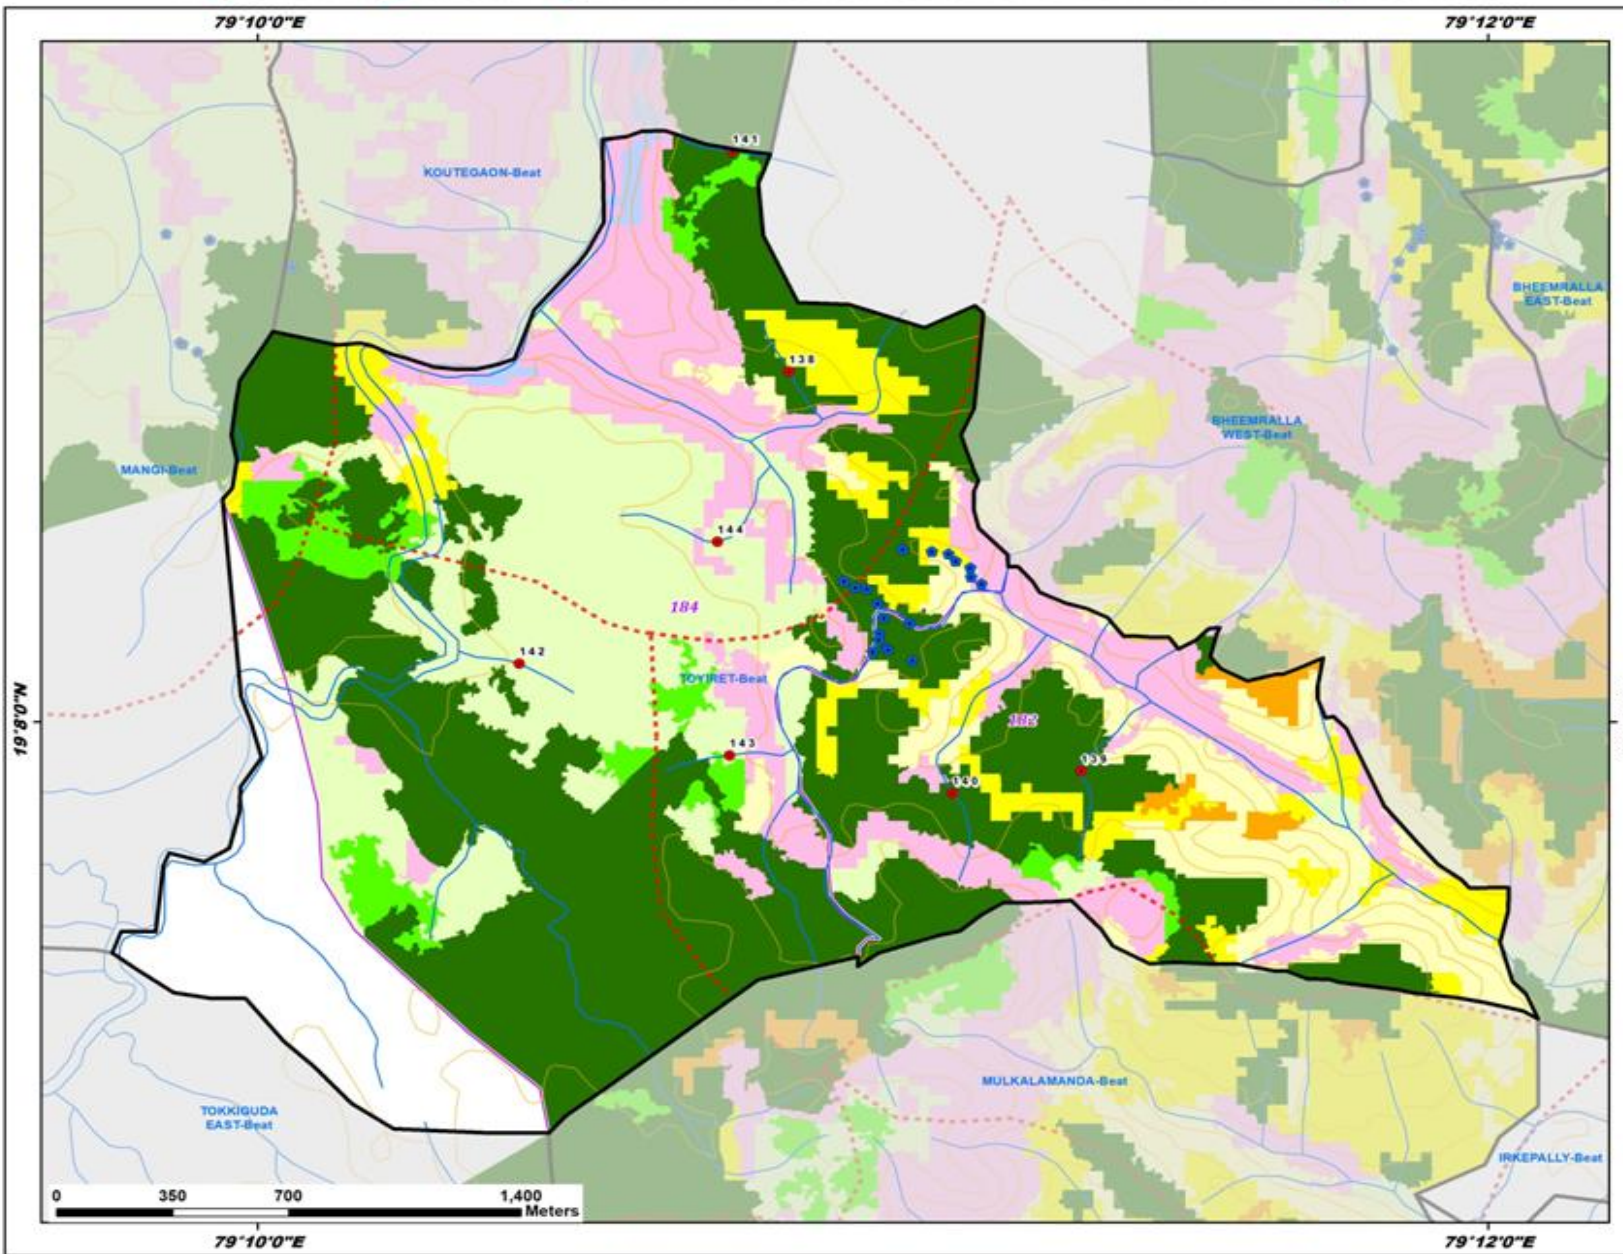 79°10'0"E
79°12'0"E
141
KOUTEGAON-Beat
BHEEMRALLA
EAST-Beat
138
BHEEMRALLA
WEST-Beat
MANGI-Beat
144
184
142
TOYIRET-Beat
182
19°8'0"N
143
139
140
MULKALAMANDA-Beat
TOKKIGUDA
EAST-Beat
IRKEPALLY-Beat
0 350 700 1,400
Meters
79°10'0"E
79°12'0"E